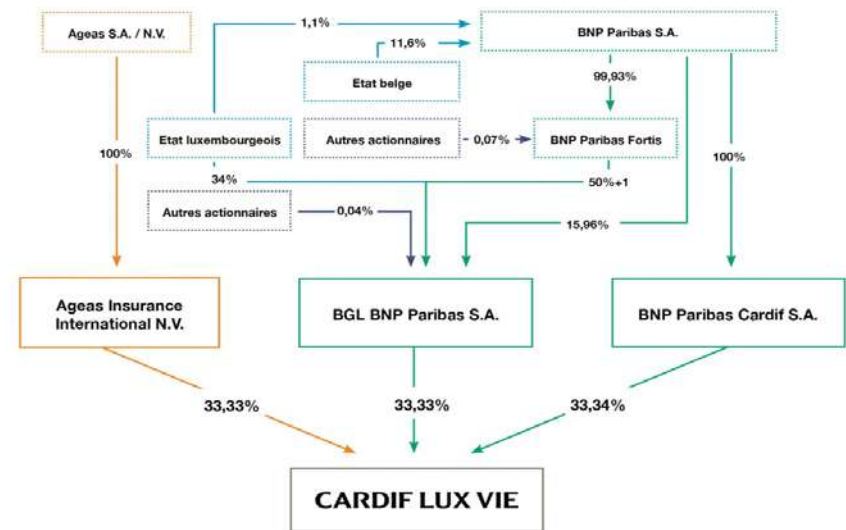 1,1%
Ageas S.A. / N.V.
BNP Paribas S.A.
11,6%
Etat belge
99,93%
Etat luxembourgeois
Autres actionnaires
0,07%
BNP Paribas Fortis
100%
100%
34%
50%+1
Autres actionnaires
0,04%
15,96%
Ageas Insurance
International N.V.
BGL BNP Paribas S.A.
BNP Paribas Cardif S.A.
33,33%
33,33%
33,34%
CARDIF LUX VIE